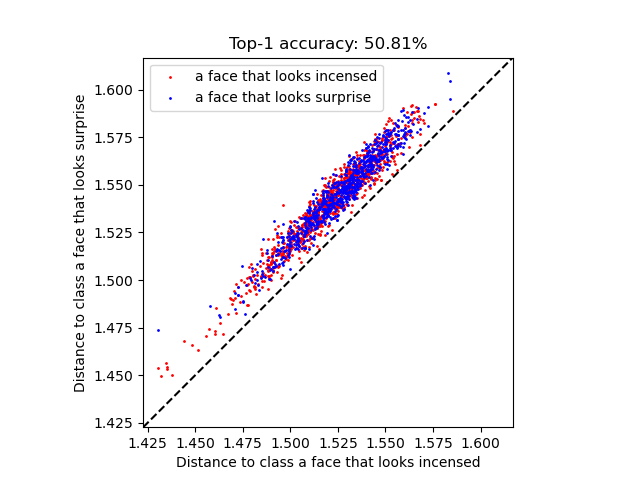 Top-1 accuracy: 50.81%
a face that looks incensed
a face that looks surprise
Distance to class a face that looks surprise
1.600
1.575
1.550
1.525
1.500
1.475
1.450
1.425
1.425 1.450 1.475 1.500 1.525 1.550 1.575 1.600
Distance to class a face that looks incensed